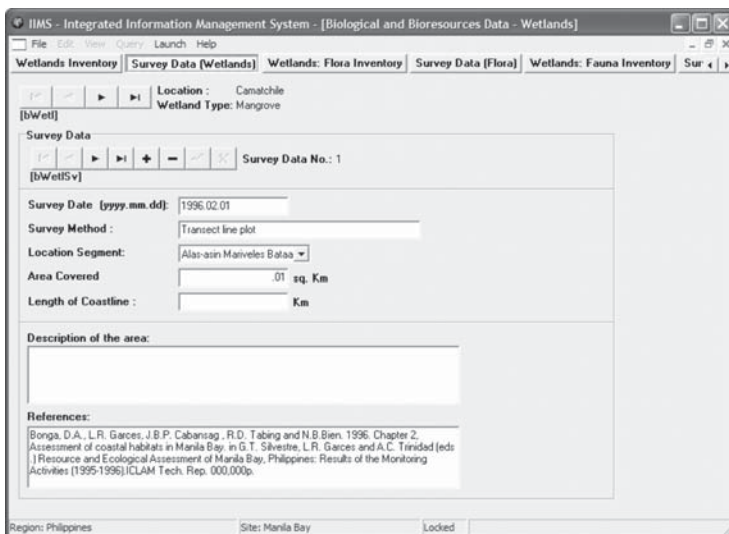 IIMS - Integrated Information Management System - [Biological and Bioresources Data - Wetlands]
File Edit View Query Launch Help
Wetlands Inventory Survey Data (Wetlands) Wetlands: Flora Inventory Survey Data (Flora) Wetlands: Fauna Inventory Sur
Location : Camatchile
Wetland Type: Mangrove
[bWetl]
Survey Data
Survey Data No.: 1
[bWetlSv]
Survey Date (yyyy.mm.dd): 1996.02.01
Survey Method : Transect line plot
Location Segment: Alas-asin Mariveles Bataa
Area Covered .01 sq. Km
Length of Coastline : Km
Description of the area:
References:
Bonga, D.A., L.R. Garces, J.B.P. Cabansag , R.D. Tabing and N.B.Bien. 1996. Chapter 2,
Assessment of coastal habitats in Manila Bay. in G.T. Silvestre, L.R. Garces and A.C. Trinidad (eds
.) Resource and Ecological Assessment of Manila Bay, Philippines: Results of the Monitoring
Activities (1995-1996).ICLAM Tech. Rep. 000,000p.
Region: Philippines Site: Manila Bay Locked